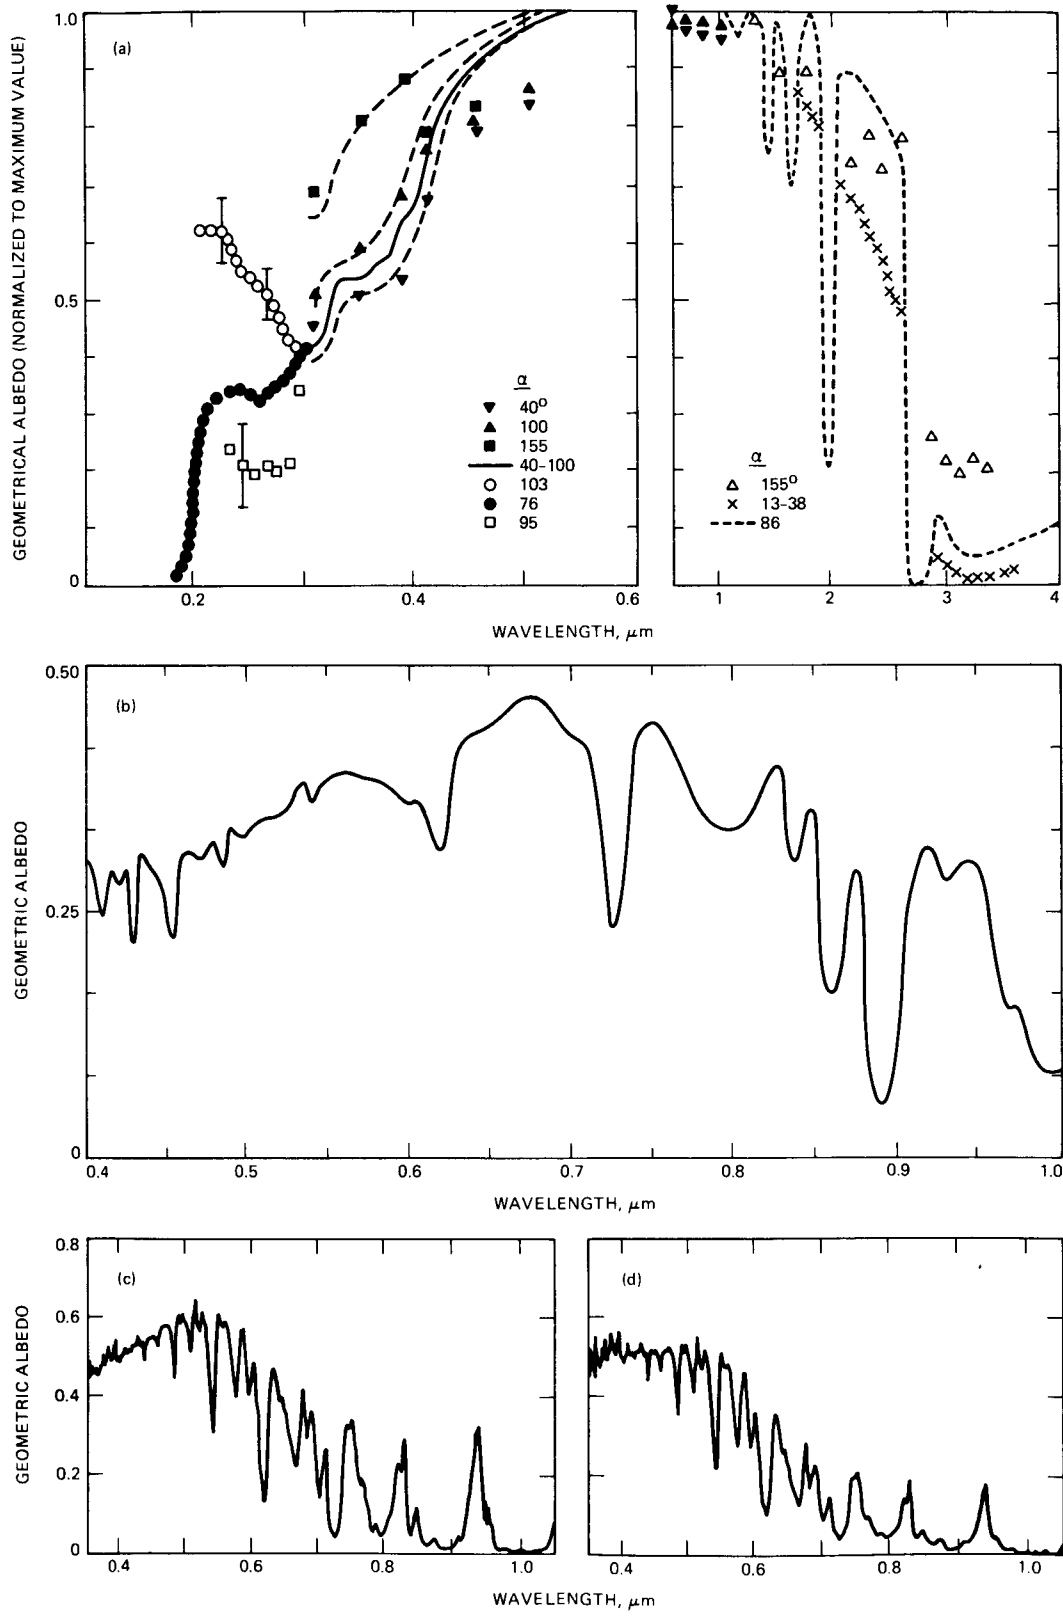 (a)
GEOMETRICAL ALBEDO (NORMALIZED TO MAXIMUM VALUE)
1.0
0.5
0
0.2 0.4 0.6
α
40°
100
155
40–100
103
76
95
α
155°
13–38
86
1 2 3 4
WAVELENGTH, μm
(b)
GEOMETRIC ALBEDO
0.50
0.25
0
0.4 0.5 0.6 0.7 0.8 0.9 1.0
WAVELENGTH, μm
(c)
GEOMETRIC ALBEDO
0.8
0.6
0.4
0.2
0
0.4 0.6 0.8 1.0
(d)
0.4 0.6 0.8 1.0
WAVELENGTH, μm